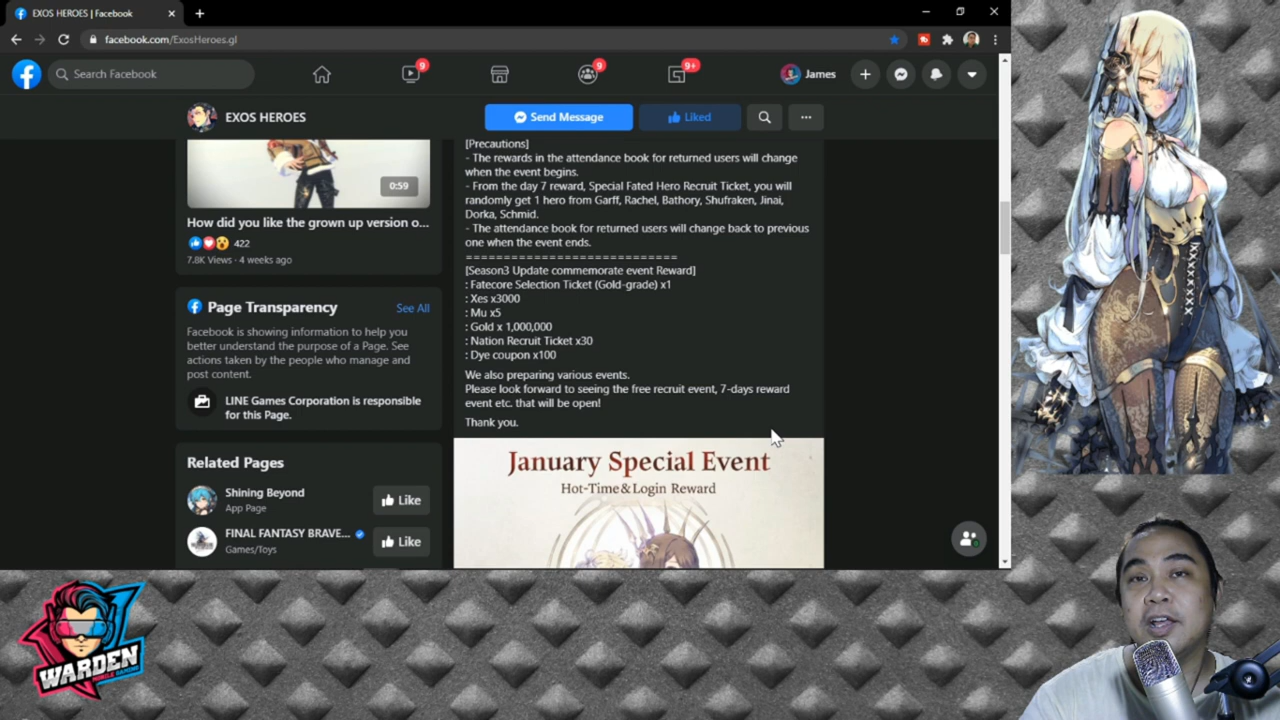 EXOS HEROES | Facebook
facebook.com/ExosHeroes.gl
Search Facebook
9
9
9+
James
EXOS HEROES
Send Message
Liked
0:59
How did you like the grown up version o...
422
7.8K Views · 4 weeks ago
Page Transparency
See All
Facebook is showing information to help you
better understand the purpose of a Page. See
actions taken by the people who manage and
post content.
LINE Games Corporation is responsible
for this Page.
Related Pages
Shining Beyond
App Page
Like
FINAL FANTASY BRAVE...
Games/Toys
Like
[Precautions]
- The rewards in the attendance book for returned users will change
when the event begins.
- From the day 7 reward, Special Fated Hero Recruit Ticket, you will
randomly get 1 hero from Garff, Rachel, Bathory, Shufraken, Jinai,
Dorka, Schmid.
- The attendance book for returned users will change back to previous
one when the event ends.
===========================
[Season3 Update commemorate event Reward]
: Fatecore Selection Ticket (Gold-grade) x1
: Xes x3000
: Mu x5
: Gold x 1,000,000
: Nation Recruit Ticket x30
: Dye coupon x100
We also preparing various events.
Please look forward to seeing the free recruit event, 7-days reward
event etc. that will be open!
Thank you.
January Special Event
Hot-Time & Login Reward
WARDEN
MOBILE GAMING